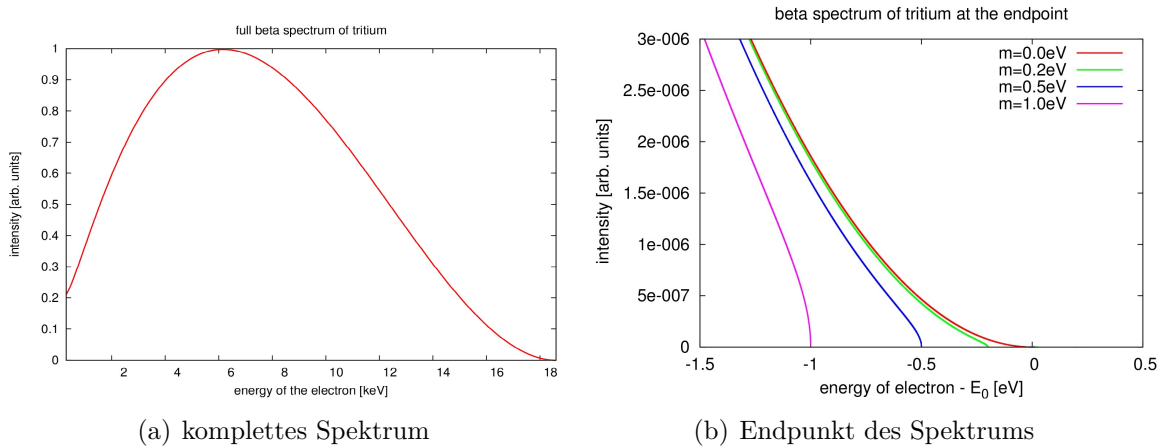 full beta spectrum of tritium
intensity [arb. units]
1
0.9
0.8
0.7
0.6
0.5
0.4
0.3
0.2
0.1
0
2
4
6
8
10
12
14
16
18
energy of the electron [keV]
(a) komplettes Spektrum
beta spectrum of tritium at the endpoint
intensity [arb. units]
3e-006
2.5e-006
2e-006
1.5e-006
1e-006
5e-007
0
m=0.0eV
m=0.2eV
m=0.5eV
m=1.0eV
-1.5
-1
-0.5
0
0.5
energy of electron - E₀ [eV]
(b) Endpunkt des Spektrums